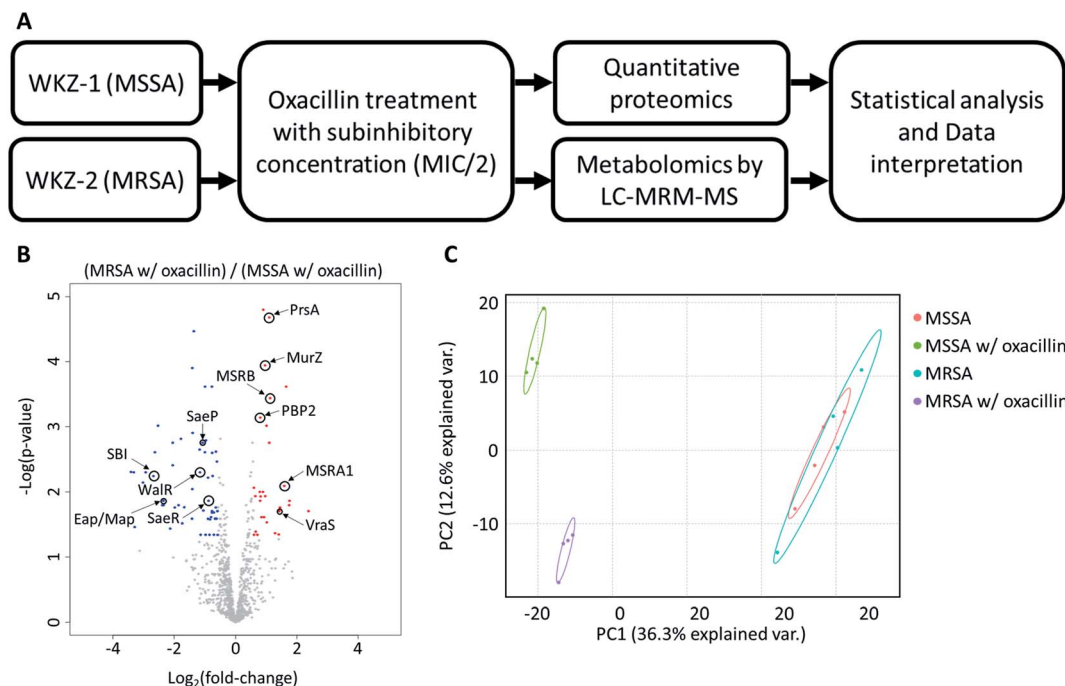 A
WKZ-1 (MSSA)
WKZ-2 (MRSA)
Oxacillin treatment
with subinhibitory
concentration (MIC/2)
Quantitative
proteomics
Metabolomics by
LC-MRM-MS
Statistical analysis
and Data
interpretation
B
(MRSA w/ oxacillin) / (MSSA w/ oxacillin)
-Log(p-value)
5
4
3
2
1
0
PrsA
MurZ
MSRB
PBP2
SaeP
SBI
MSRA1
WalR
Eap/Map
SaeR
VraS
-4
-2
0
2
4
Log2(fold-change)
C
PC2 (12.6% explained var.)
20
10
0
-10
-20
0
20
20
20
PC1 (36.3% explained var.)
MSSA
MSSA w/ oxacillin
MRSA
MRSA w/ oxacillin